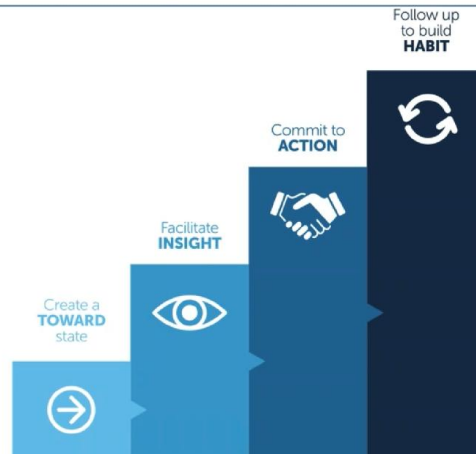 Create a
TOWARD
state
Facilitate
INSIGHT
Commit to
ACTION
Follow up
to build
HABIT